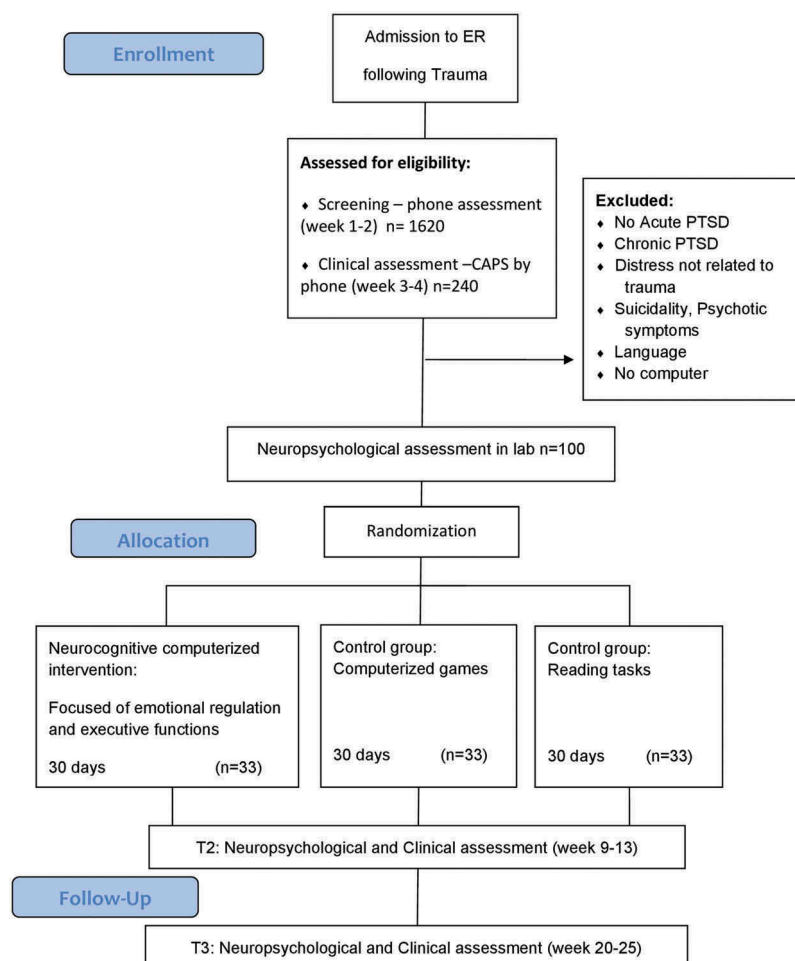 Enrollment
Admission to ER
following Trauma
Assessed for eligibility:
♦ Screening – phone assessment
(week 1-2) n= 1620
♦ Clinical assessment –CAPS by
phone (week 3-4) n=240
Excluded:
♦ No Acute PTSD
♦ Chronic PTSD
♦ Distress not related to
trauma
♦ Suicidality, Psychotic
symptoms
♦ Language
♦ No computer
Neuropsychological assessment in lab n=100
Allocation
Randomization
Neurocognitive computerized
intervention:
Focused of emotional regulation
and executive functions
30 days (n=33)
Control group:
Computerized games
30 days (n=33)
Control group:
Reading tasks
30 days (n=33)
T2: Neuropsychological and Clinical assessment (week 9-13)
Follow-Up
T3: Neuropsychological and Clinical assessment (week 20-25)